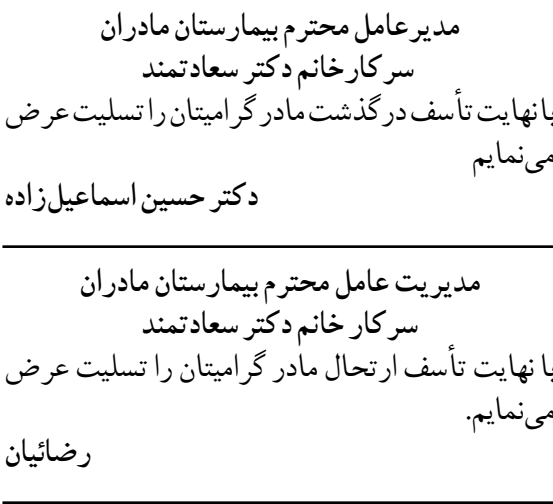 مدیرعامل محترم بیمارستان مادران
سرکار خانم دکتر سعادتمند
با نهایت تأسف درگذشت مادر گرامیتان را تسلیت عرض
می‌نمایم
دکتر حسین اسماعیل‌زاده
مدیریت عامل محترم بیمارستان مادران
سرکار خانم دکتر سعادتمند
با نهایت تأسف ارتحال مادر گرامیتان را تسلیت عرض
می‌نمایم.
رضائیان